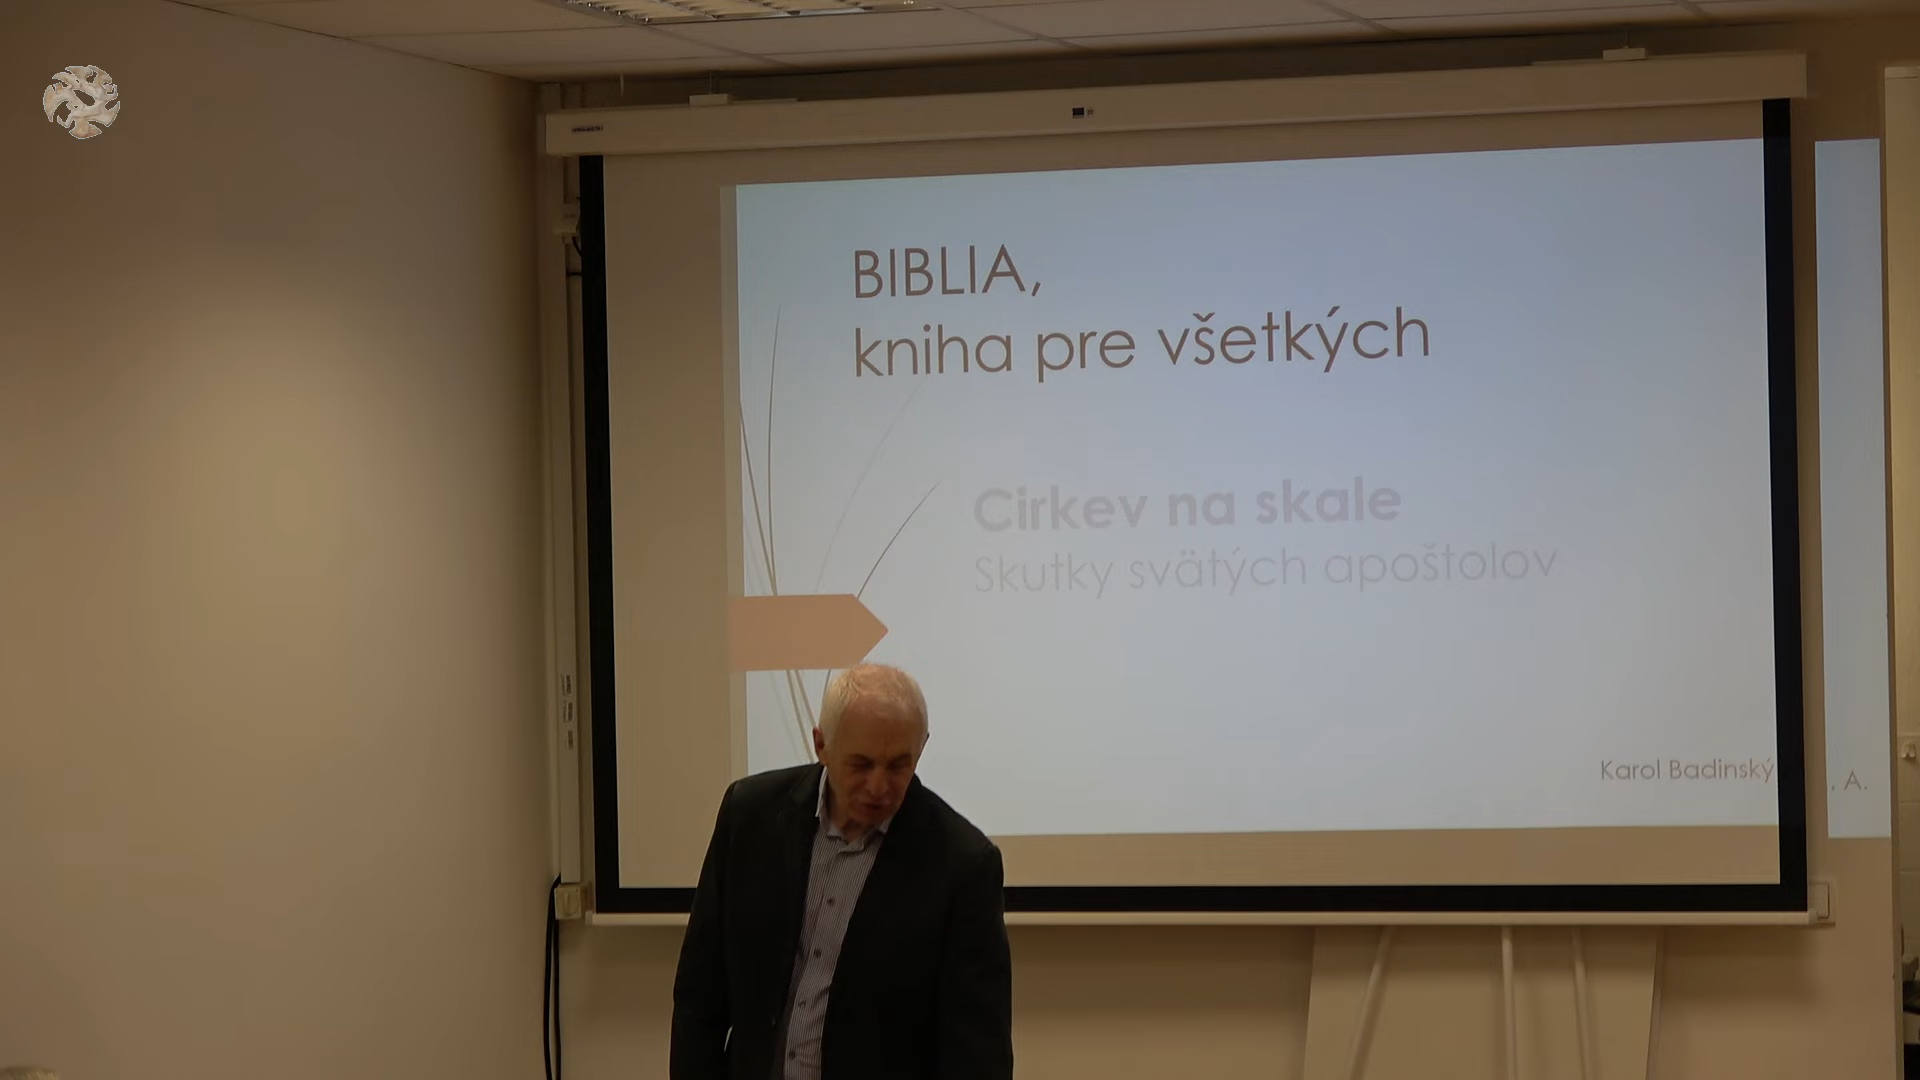 BIBLIA,
kniha pre všetkých
Cirkev na skale
Skutky svätých apoštolov
Karol Badinský
. A.